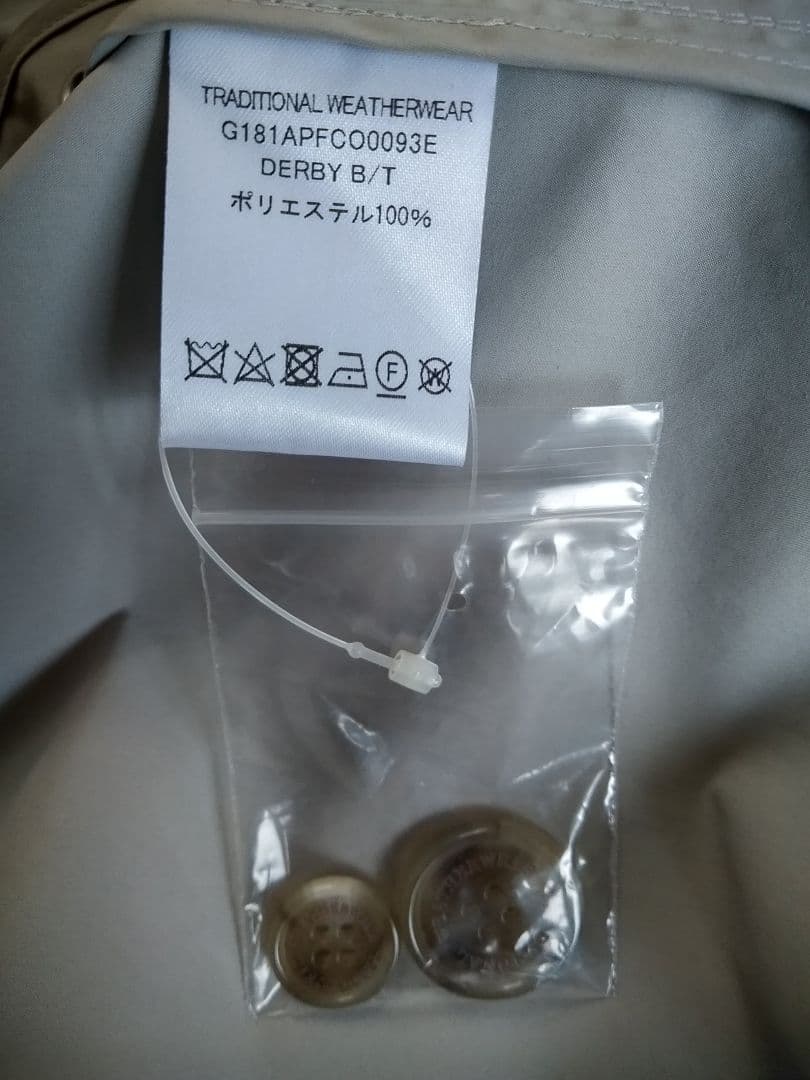 TRADITIONAL WEATHERWEAR
G181APFCO0093E
DERBY B/T
ポリエステル100%
F
W